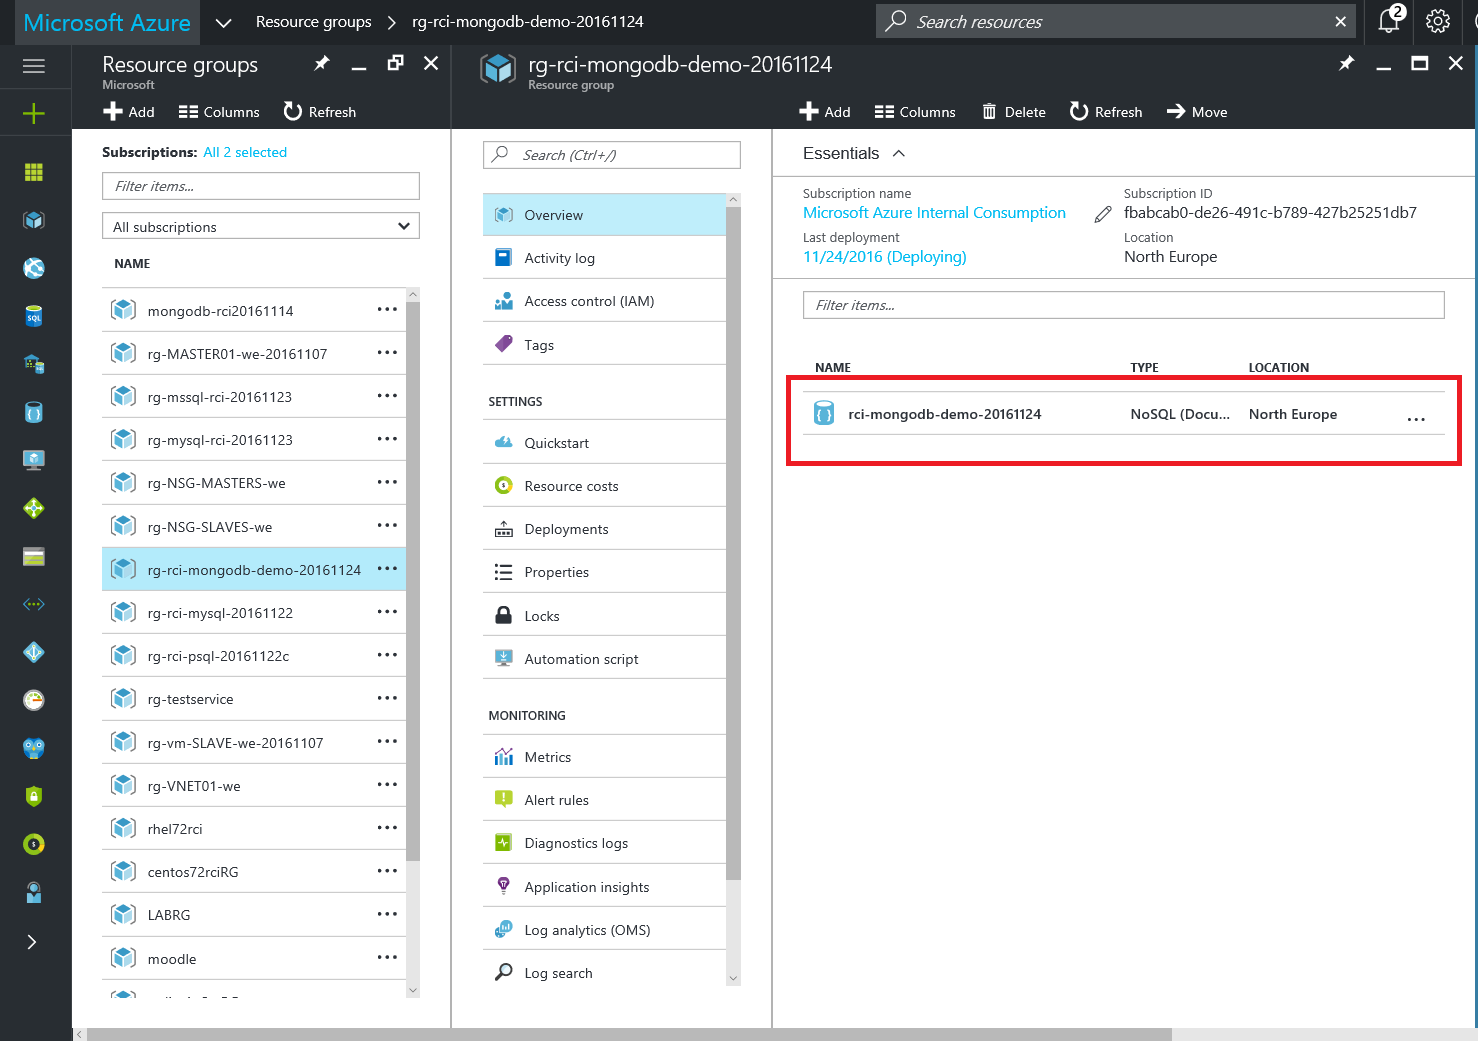 Microsoft Azure
Resource groups
rg-rci-mongodb-demo-20161124
Search resources
2
Resource groups
Microsoft
Add
Columns
Refresh
Subscriptions: All 2 selected
Filter items...
All subscriptions
NAME
mongodb-rci20161114
rg-MASTER01-we-20161107
rg-mssql-rci-20161123
rg-mysql-rci-20161123
rg-NSG-MASTERS-we
rg-NSG-SLAVES-we
rg-rci-mongodb-demo-20161124
rg-rci-mysql-20161122
rg-rci-psql-20161122c
rg-testservice
rg-vm-SLAVE-we-20161107
rg-VNET01-we
rhel72rci
centos72rciRG
LABRG
moodle
rg-rci-mongodb-demo-20161124
Resource group
Add
Columns
Delete
Refresh
Move
Search (Ctrl+/)
Overview
Activity log
Access control (IAM)
Tags
SETTINGS
Quickstart
Resource costs
Deployments
Properties
Locks
Automation script
MONITORING
Metrics
Alert rules
Diagnostics logs
Application insights
Log analytics (OMS)
Log search
Essentials
Subscription name
Microsoft Azure Internal Consumption
Last deployment
11/24/2016 (Deploying)
Subscription ID
fbabcab0-de26-491c-b789-427b25251db7
Location
North Europe
Filter items...
NAME TYPE LOCATION
rci-mongodb-demo-20161124 NoSQL (Docu... North Europe